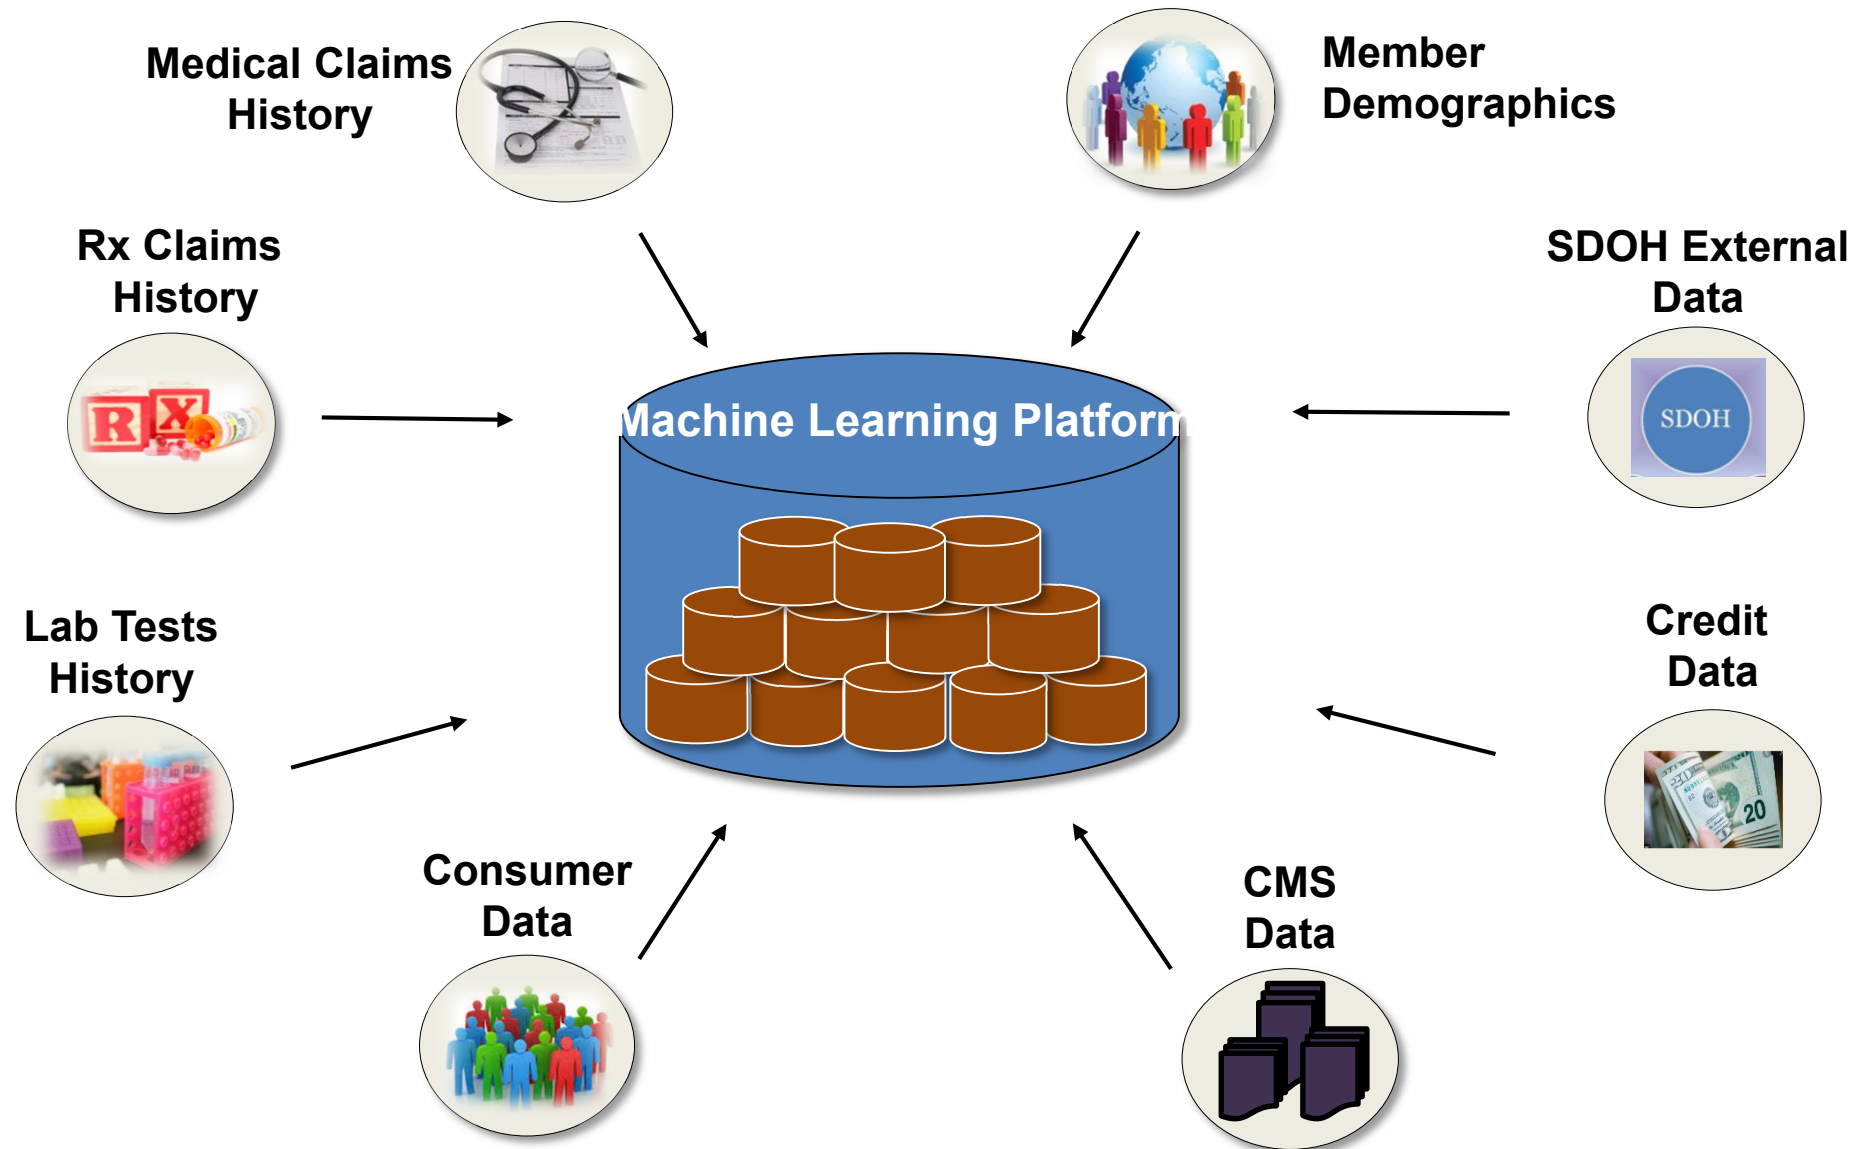 Medical Claims
History
Member
Demographics
Rx Claims
History
SDOH External
Data
R X
SDOH
Machine Learning Platform
Lab Tests
History
Credit
Data
20
Consumer
Data
CMS
Data